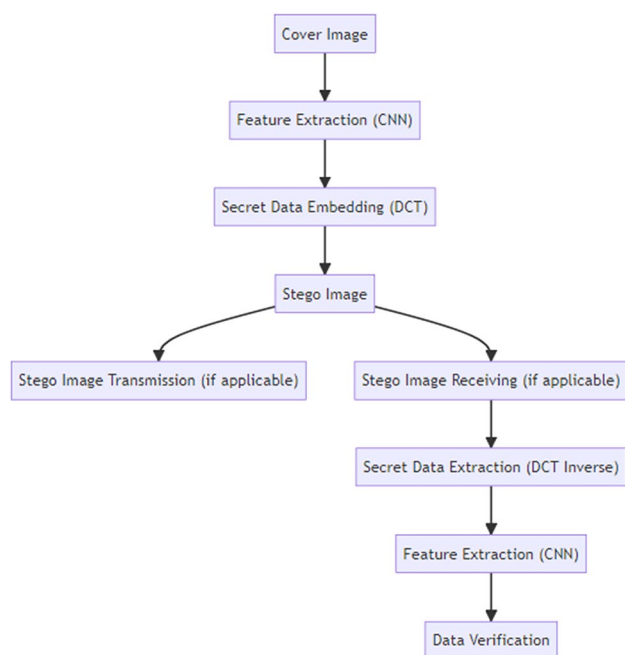 Cover Image
Feature Extraction (CNN)
Secret Data Embedding (DCT)
Stego Image
Stego Image Transmission (if applicable)
Stego Image Receiving (if applicable)
Secret Data Extraction (DCT Inverse)
Feature Extraction (CNN)
Data Verification